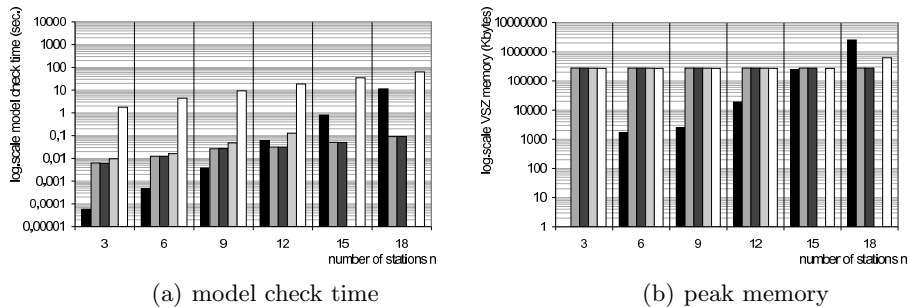 log.scale model check time (sec.)
10000
1000
100
10
1
0,1
0,01
0,001
0,0001
0,00001
3 6 9 12 15 18
number of stations n
(a) model check time
log.scale VSZ memory (Kbytes)
10000000
1000000
100000
10000
1000
100
10
1
3 6 9 12 15 18
number of stations n
(b) peak memory